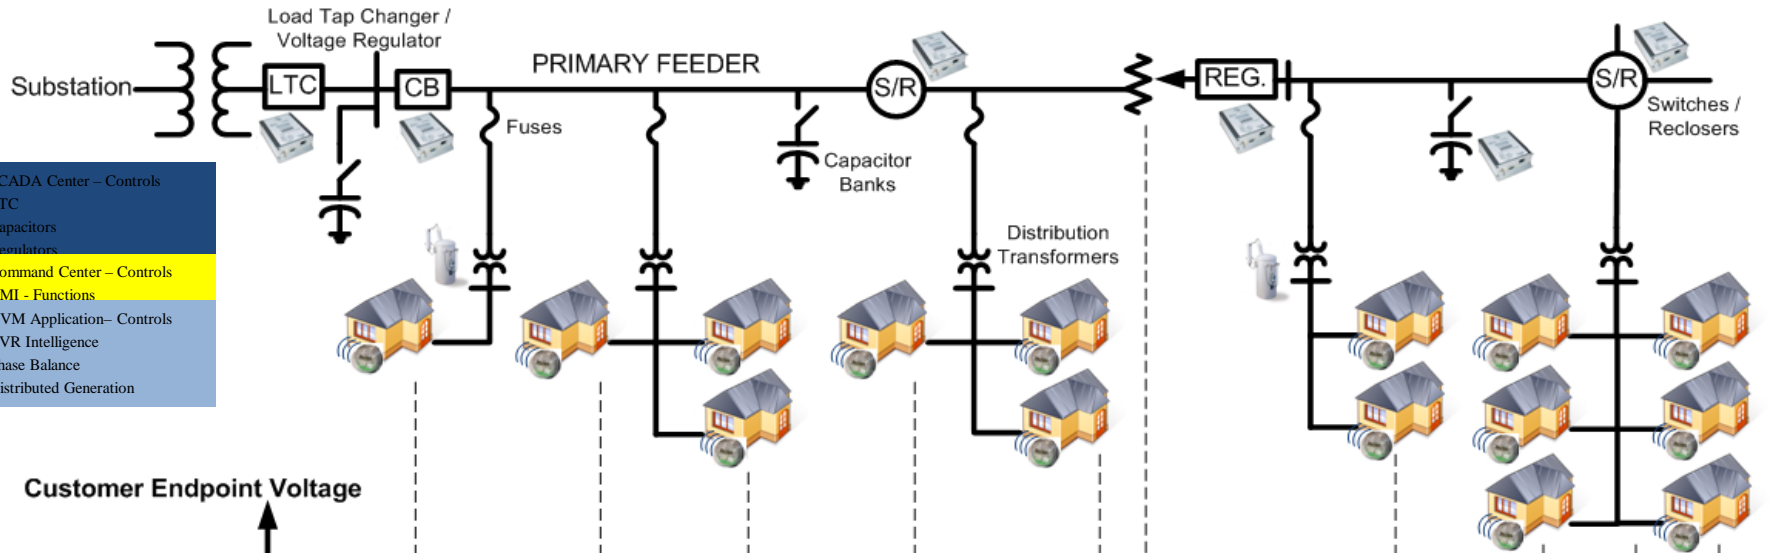 Load Tap Changer /
Voltage Regulator
PRIMARY FEEDER
Substation
LTC
CB
S/R
REG.
S/R
Switches /
Reclosers
Fuses
Capacitor
Banks
CADA Center – Controls
TC
apacitors
egulators
ommand Center – Controls
MI - Functions
VM Application– Controls
VR Intelligence
hase Balance
istributed Generation
Distribution
Transformers
Customer Endpoint Voltage